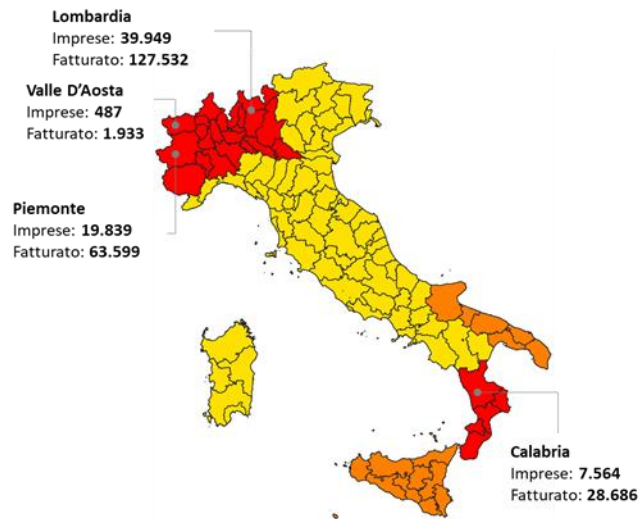 Lombardia
Imprese: 39.949
Fatturato: 127.532
Valle D'Aosta
Imprese: 487
Fatturato: 1.933
Piemonte
Imprese: 19.839
Fatturato: 63.599
Calabria
Imprese: 7.564
Fatturato: 28.686